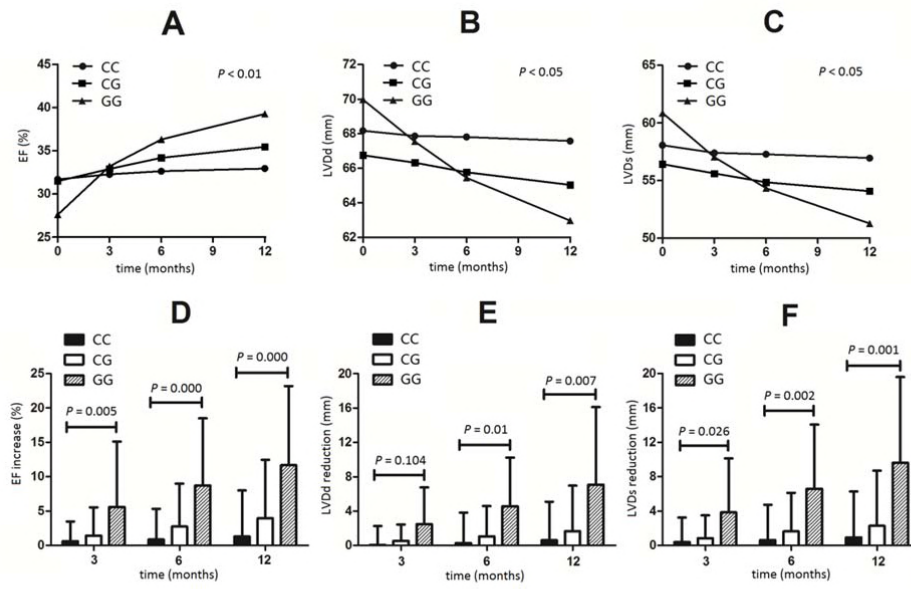 A
B
C
CC
CG
GG
P < 0.01
45
40
35
30
25
EF (%)
0 3 6 9 12
time (months)
CC
CG
GG
P < 0.05
72
70
68
66
64
62
LVDd (mm)
0 3 6 9 12
time (months)
CC
CG
GG
P < 0.05
65
60
55
50
LVDs (mm)
0 3 6 9 12
time (months)
D
E
F
CC
CG
GG
P = 0.005
P = 0.000
P = 0.000
25
20
15
10
5
0
EF increase (%)
3 6 12
time (months)
CC
CG
GG
P = 0.104
P = 0.01
P = 0.007
20
16
12
8
4
0
LVDd reduction (mm)
3 6 12
time (months)
CC
CG
GG
P = 0.026
P = 0.002
P = 0.001
20
16
12
8
4
0
LVDs reduction (mm)
3 6 12
time (months)